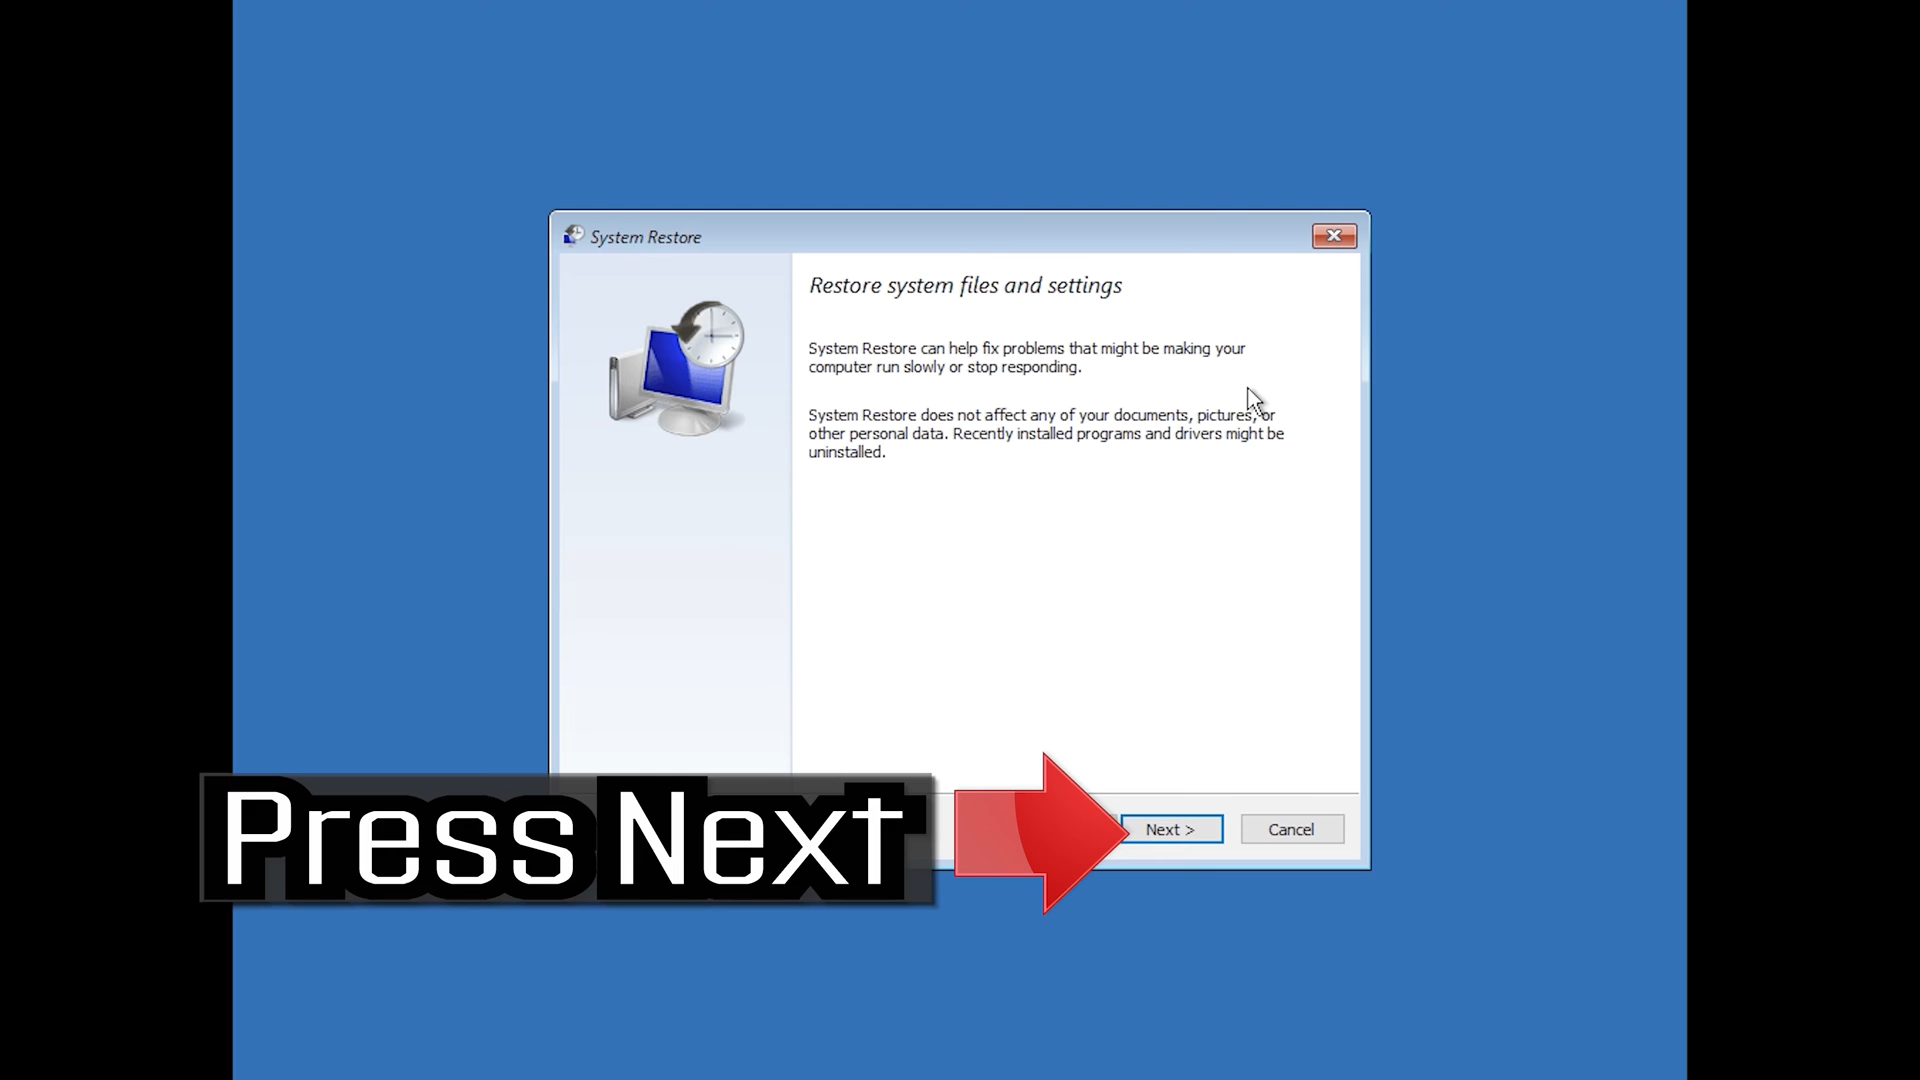 System Restore
Restore system files and settings
System Restore can help fix problems that might be making your
computer run slowly or stop responding.
System Restore does not affect any of your documents, pictures, or
other personal data. Recently installed programs and drivers might be
uninstalled.
Press Next
Next >
Cancel